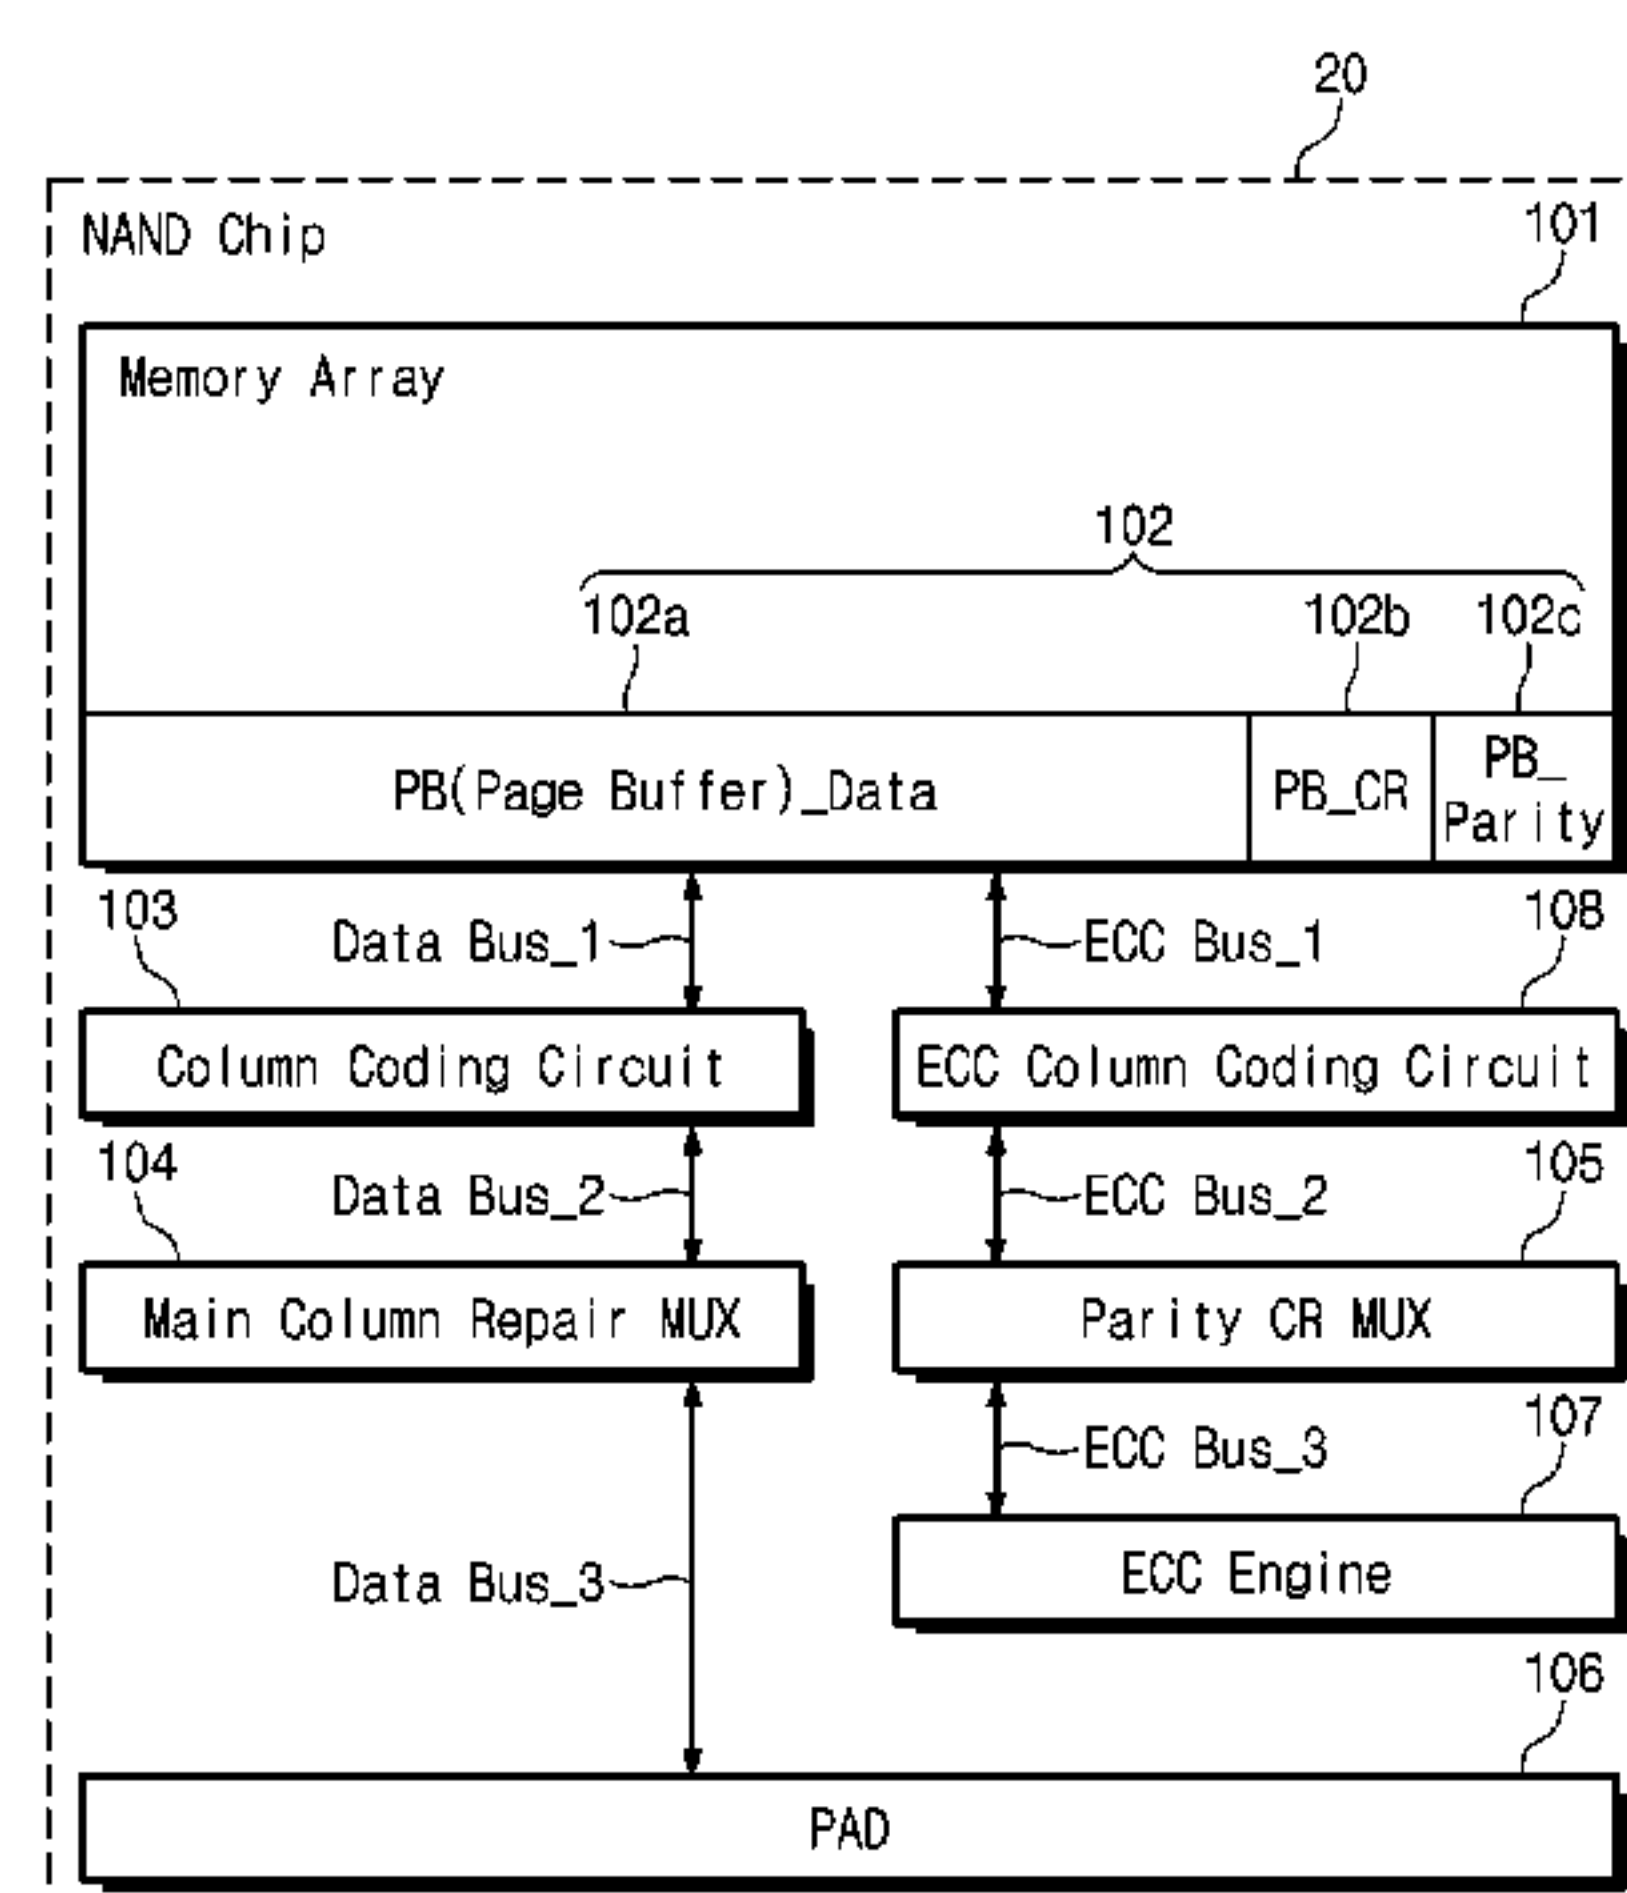 20
NAND Chip
101
Memory Array
102
102a
102b
102c
PB(Page Buffer)_Data
PB_CR
PB_
Parity
103
Data Bus_1
ECC Bus_1
108
Column Coding Circuit
ECC Column Coding Circuit
104
Data Bus_2
ECC Bus_2
105
Main Column Repair MUX
Parity CR MUX
ECC Bus_3
107
Data Bus_3
ECC Engine
106
PAD